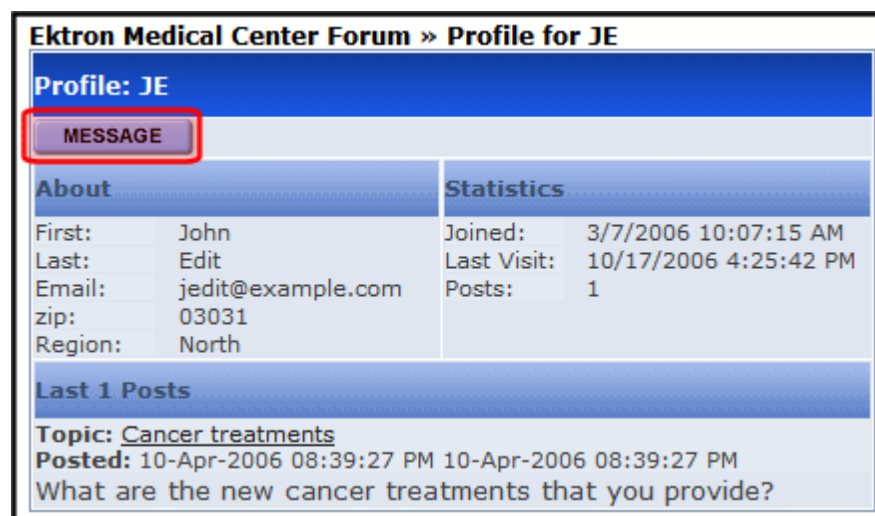 Ektron Medical Center Forum » Profile for JE
Profile: JE
MESSAGE
About
First: John
Last: Edit
Email: jedit@example.com
zip: 03031
Region: North
Statistics
Joined: 3/7/2006 10:07:15 AM
Last Visit: 10/17/2006 4:25:42 PM
Posts: 1
Last 1 Posts
Topic: Cancer treatments
Posted: 10-Apr-2006 08:39:27 PM 10-Apr-2006 08:39:27 PM
What are the new cancer treatments that you provide?